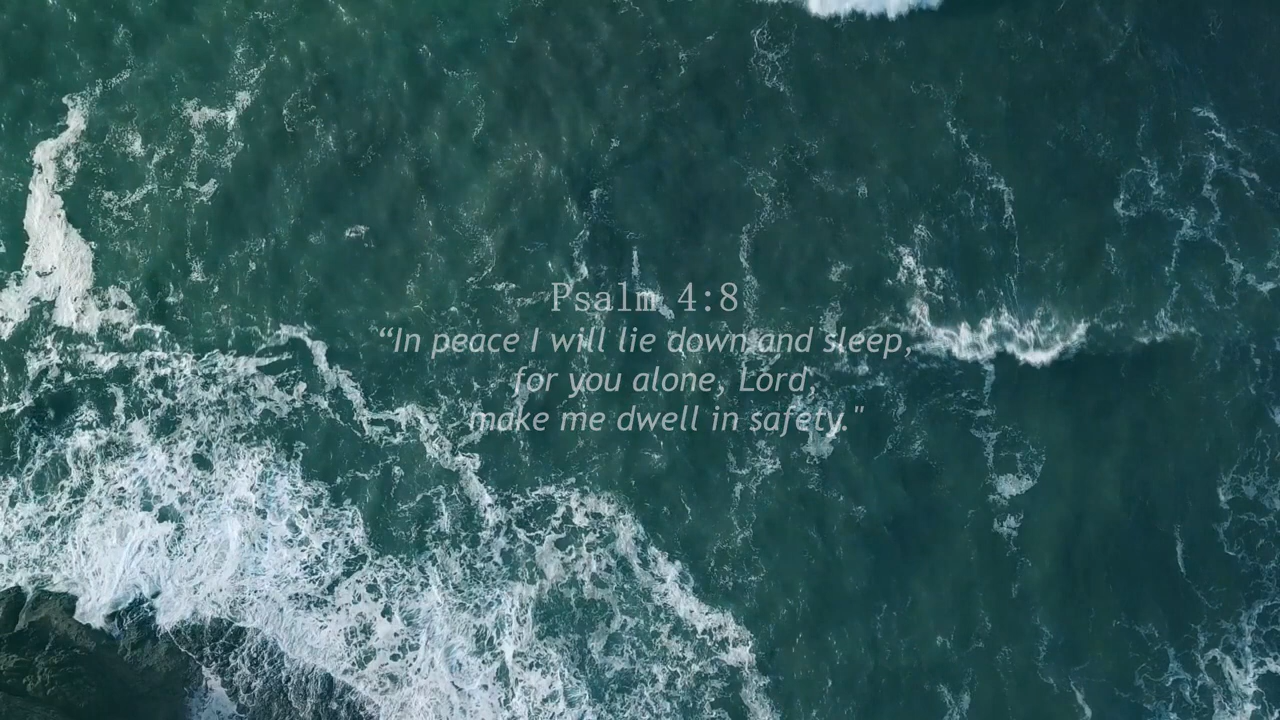 Psalm 4:8
“In peace I will lie down and sleep,
for you alone, Lord,
make me dwell in safety."